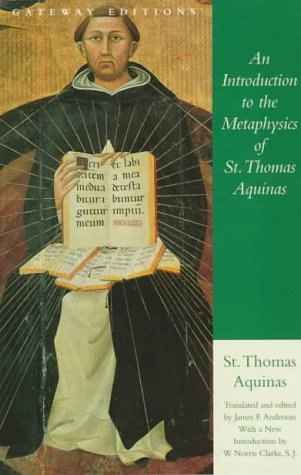 GATEWAY EDITIONS
An
Introduction
to the
Metaphysics
of
St. Thomas
Aquinas
meum
St. Thomas
Aquinas
Translated and edited
by James F. Anderson
With a New
Introduction by
W. Norris Clarke, S. J.